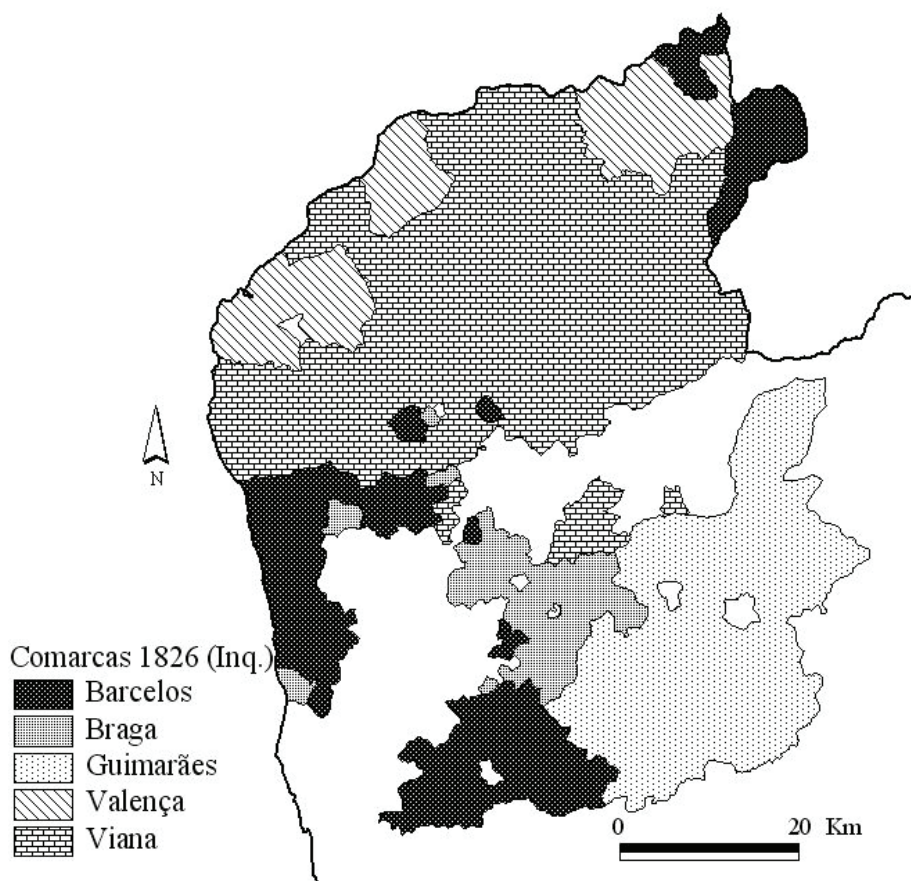 N
Comarcas 1826 (Inq.)
Barcelos
Braga
Guimarães
Valença
Viana
0 20 Km